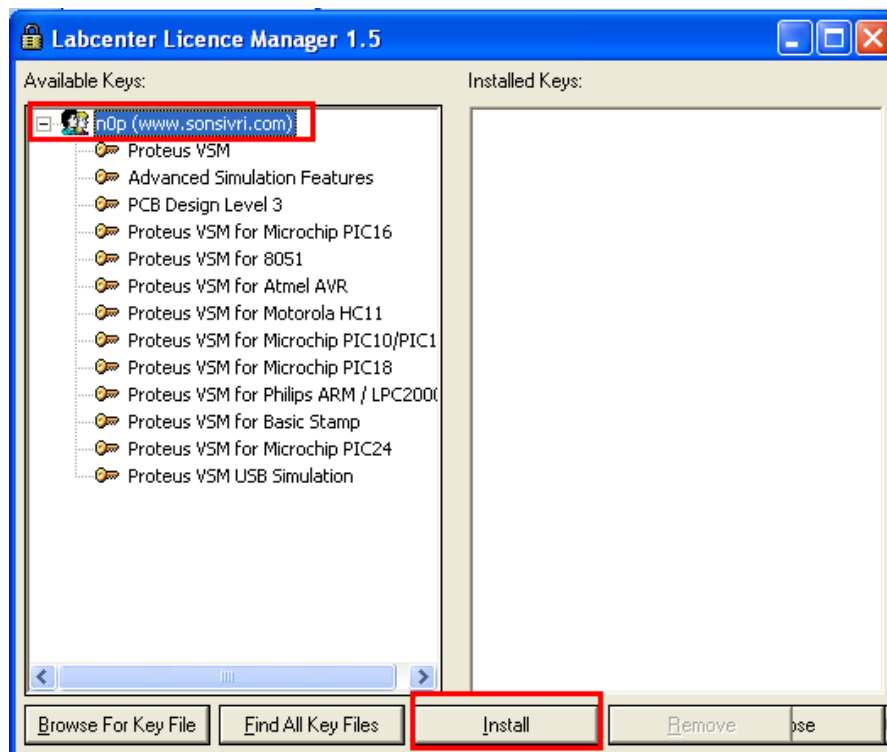 Labcenter Licence Manager 1.5
Available Keys:
Installed Keys:
n0p (www.sonsivri.com)
Proteus VSM
Advanced Simulation Features
PCB Design Level 3
Proteus VSM for Microchip PIC16
Proteus VSM for 8051
Proteus VSM for Atmel AVR
Proteus VSM for Motorola HC11
Proteus VSM for Microchip PIC10/PIC1
Proteus VSM for Microchip PIC18
Proteus VSM for Philips ARM / LPC200
Proteus VSM for Basic Stamp
Proteus VSM for Microchip PIC24
Proteus VSM USB Simulation
Browse For Key File
Find All Key Files
Install
Remove
ose